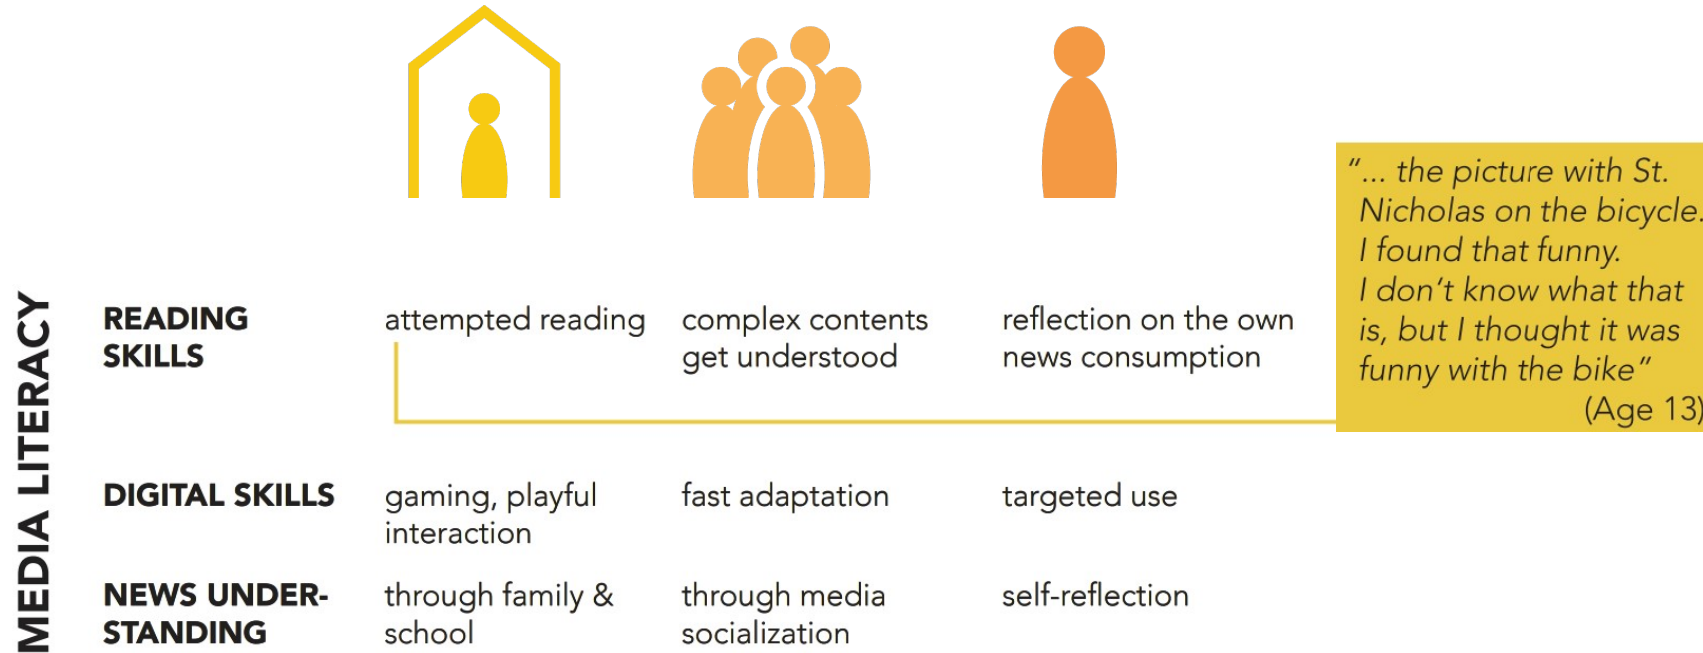 “... the picture with St.
Nicholas on the bicycle.
I found that funny.
I don’t know what that
is, but I thought it was
funny with the bike”
(Age 13)
MEDIA LITERACY
READING
SKILLS
attempted reading
complex contents
get understood
reflection on the own
news consumption
DIGITAL SKILLS
gaming, playful
interaction
fast adaptation
targeted use
NEWS UNDER-
STANDING
through family &
school
through media
socialization
self-reflection